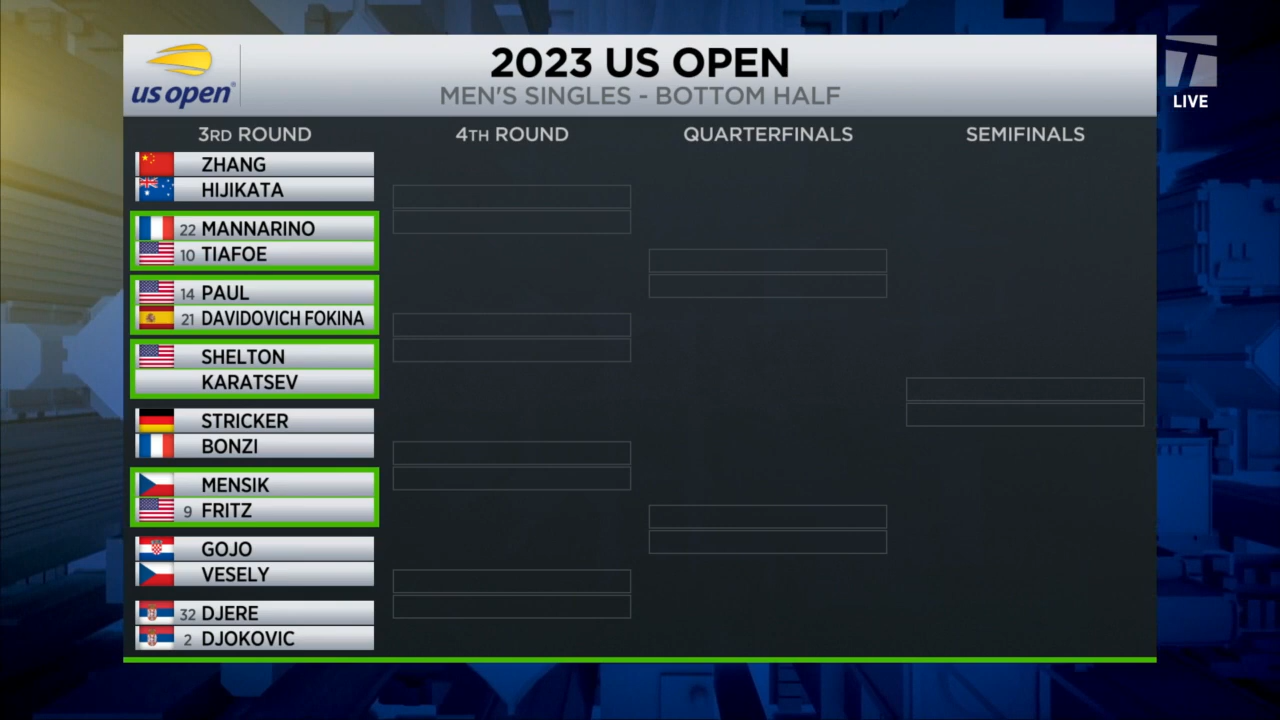 us open
2023 US OPEN
MEN'S SINGLES - BOTTOM HALF
LIVE
3RD ROUND
4TH ROUND
QUARTERFINALS
SEMIFINALS
ZHANG
HIJIKATA
22 MANNARINO
10 TIAFOE
14 PAUL
21 DAVIDOVICH FOKINA
SHELTON
KARATSEV
STRICKER
BONZI
MENSIK
9 FRITZ
GOJO
VESELY
32 DJERE
2 DJOKOVIC